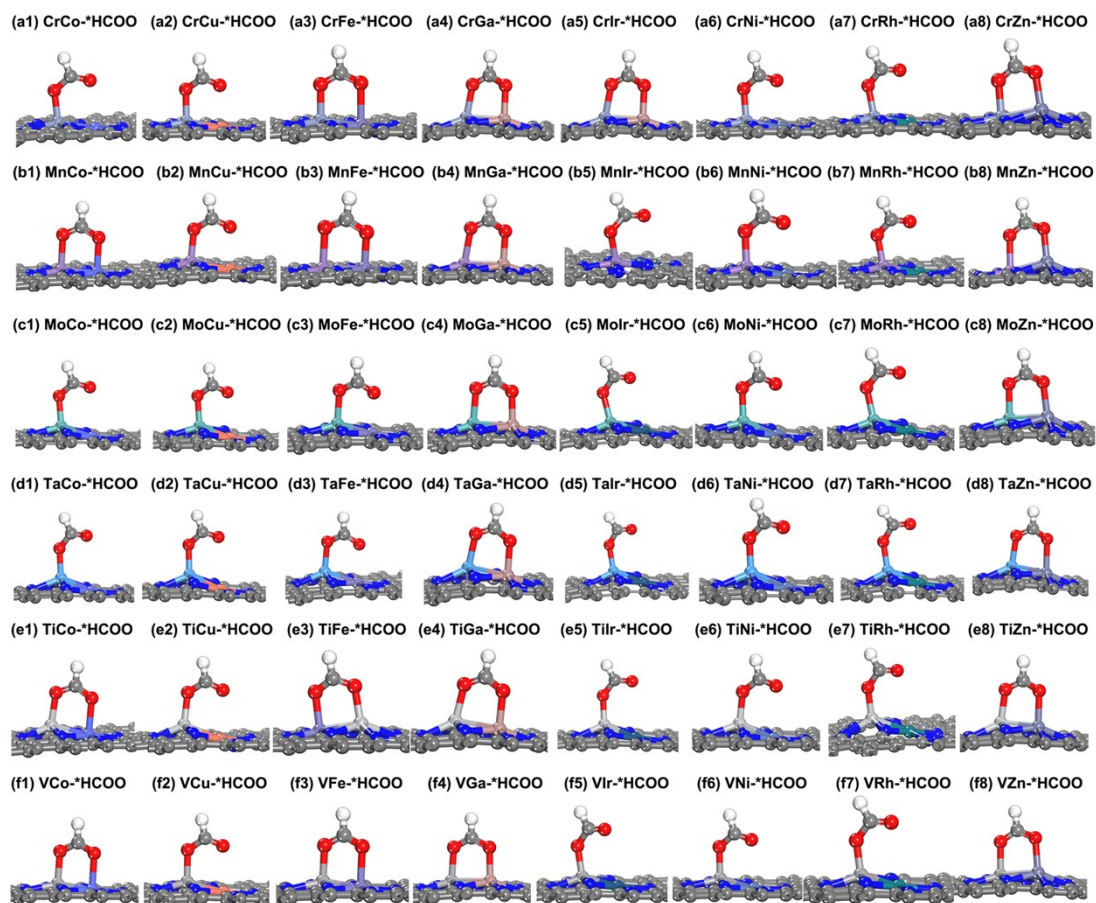 (a1) CrCo-*HCOO (a2) CrCu-*HCOO (a3) CrFe-*HCOO (a4) CrGa-*HCOO (a5) CrIr-*HCOO (a6) CrNi-*HCOO (a7) CrRh-*HCOO (a8) CrZn-*HCOO
(b1) MnCo-*HCOO (b2) MnCu-*HCOO (b3) MnFe-*HCOO (b4) MnGa-*HCOO (b5) MnIr-*HCOO (b6) MnNi-*HCOO (b7) MnRh-*HCOO (b8) MnZn-*HCOO
(c1) MoCo-*HCOO (c2) MoCu-*HCOO (c3) MoFe-*HCOO (c4) MoGa-*HCOO (c5) MoIr-*HCOO (c6) MoNi-*HCOO (c7) MoRh-*HCOO (c8) MoZn-*HCOO
(d1) TaCo-*HCOO (d2) TaCu-*HCOO (d3) TaFe-*HCOO (d4) TaGa-*HCOO (d5) TaIr-*HCOO (d6) TaNi-*HCOO (d7) TaRh-*HCOO (d8) TaZn-*HCOO
(e1) TiCo-*HCOO (e2) TiCu-*HCOO (e3) TiFe-*HCOO (e4) TiGa-*HCOO (e5) TiIr-*HCOO (e6) TiNi-*HCOO (e7) TiRh-*HCOO (e8) TiZn-*HCOO
(f1) VCo-*HCOO (f2) VCu-*HCOO (f3) VFe-*HCOO (f4) VGa-*HCOO (f5) VIr-*HCOO (f6) VNi-*HCOO (f7) VRh-*HCOO (f8) VZn-*HCOO